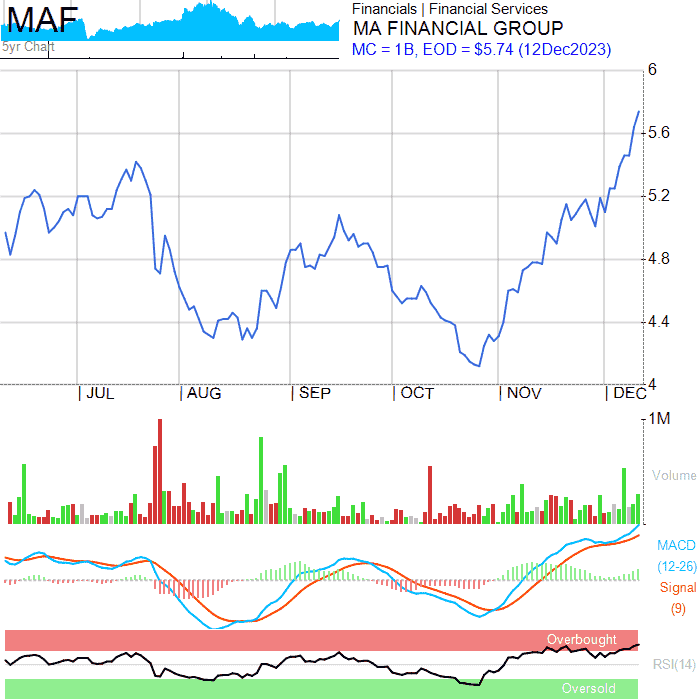 MAF
5yr Chart
Financials | Financial Services
MA FINANCIAL GROUP
MC = 1B, EOD = $5.74 (12Dec2023)
6
5.6
5.2
4.8
4.4
4
JUL AUG SEP OCT NOV DEC
1M
Volume
MACD
(12-26)
Signal
(9)
Overbought
RSI(14)
Oversold